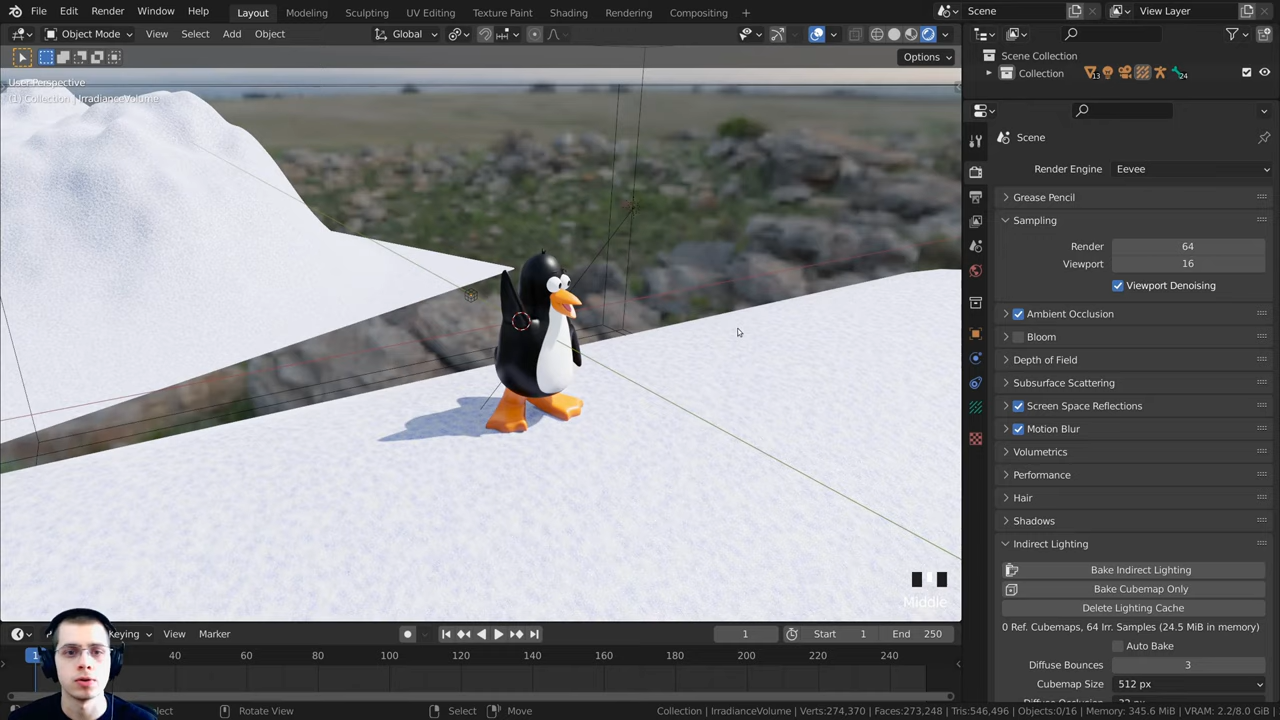 File Edit Render Window Help Layout Modeling Sculpting UV Editing Texture Paint Shading Rendering Compositing Scene View Layer
Object Mode View Select Add Object Global
Options
User Perspective
(1) Collection | IrradianceVolume
Scene Collection
Collection 13 24
Scene
Render Engine Eevee
Grease Pencil
Sampling
Render 64
Viewport 16
Viewport Denoising
Ambient Occlusion
Bloom
Depth of Field
Subsurface Scattering
Screen Space Reflections
Motion Blur
Volumetrics
Performance
Hair
Shadows
Indirect Lighting
Bake Indirect Lighting
Bake Cubemap Only
Delete Lighting Cache
0 Ref. Cubemaps, 64 Irr. Samples (24.5 MiB in memory)
Auto Bake
Diffuse Bounces 3
Cubemap Size 512 px
Middle
Keying View Marker 1 Start 1 End 250
1 40 60 80 100 120 140 160 180 200 220 240
Rotate View Select Move Collection | IrradianceVolume Verts:274,370 Faces:273,248 Tris:546,496 Objects:0/16 Memory: 345.6 MiB VRAM: 2.2/8.0 GiB